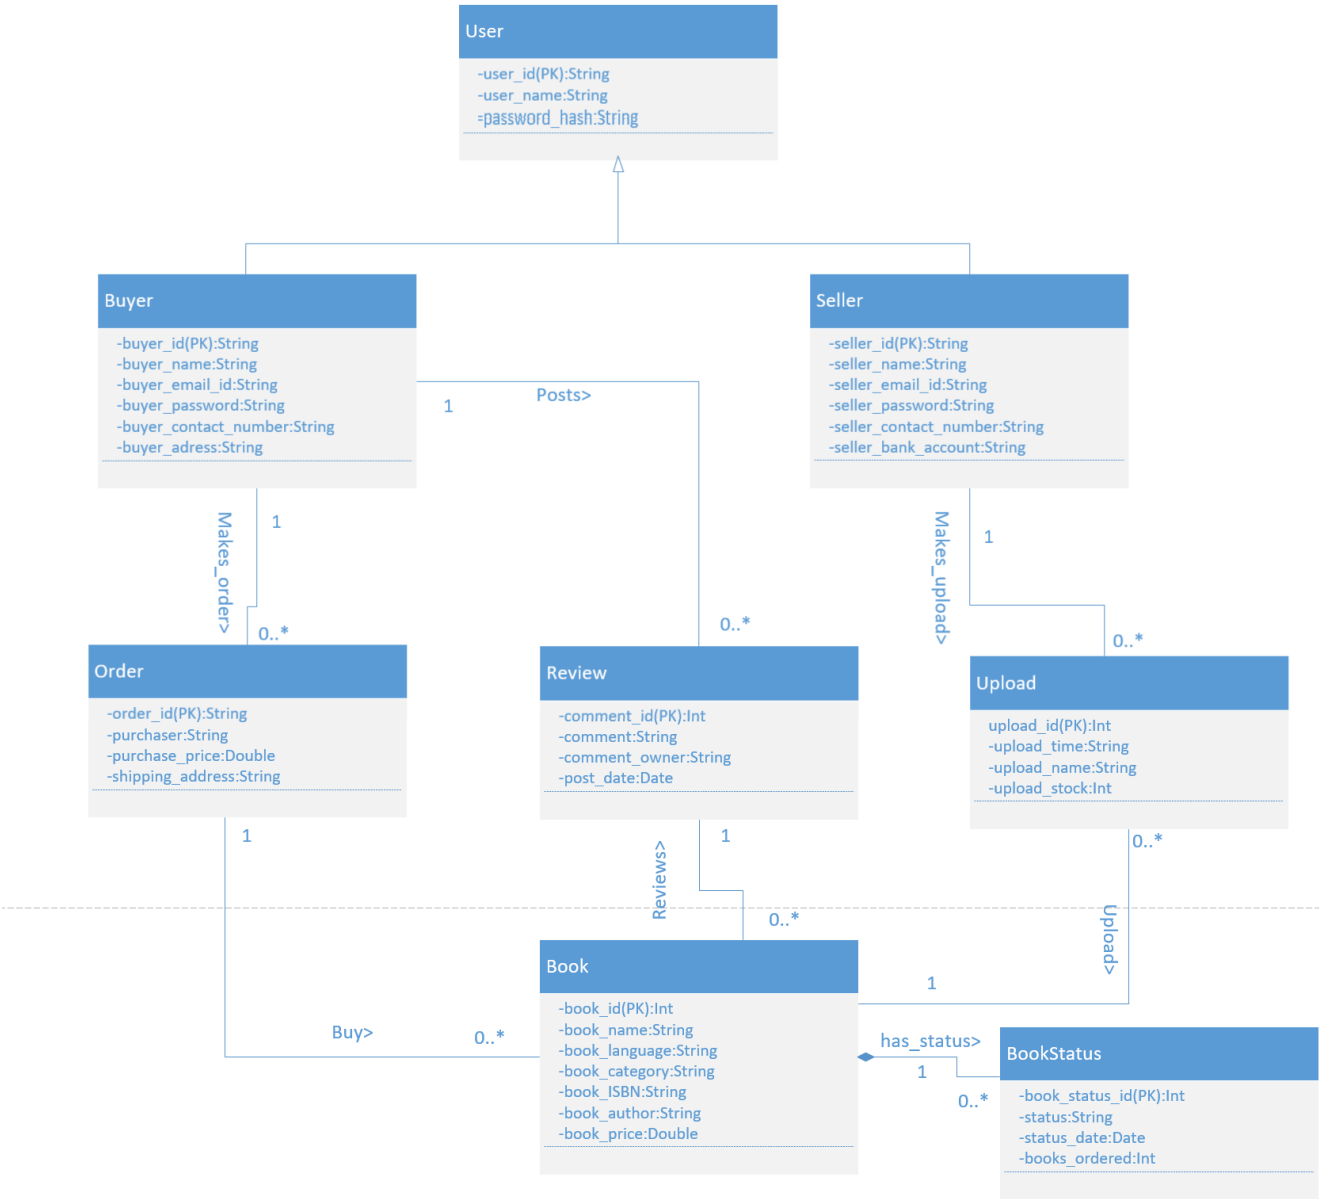 User
-user_id(PK):String
-user_name:String
=password_hash:String
Buyer
-buyer_id(PK):String
-buyer_name:String
-buyer_email_id:String
-buyer_password:String
-buyer_contact_number:String
-buyer_adress:String
1
Posts>
Seller
-seller_id(PK):String
-seller_name:String
-seller_email_id:String
-seller_password:String
-seller_contact_number:String
-seller_bank_account:String
Makes_order>
1
0..*
0..*
Makes_upload>
1
0..*
Order
-order_id(PK):String
-purchaser:String
-purchase_price:Double
-shipping_address:String
Review
-comment_id(PK):Int
-comment:String
-comment_owner:String
-post_date:Date
Upload
upload_id(PK):Int
-upload_time:String
-upload_name:String
-upload_stock:Int
1
Reviews>
1
0..*
0..*
Upload>
1
Buy>
0..*
Book
-book_id(PK):Int
-book_name:String
-book_language:String
-book_category:String
-book_ISBN:String
-book_author:String
-book_price:Double
has_status>
1
0..*
BookStatus
-book_status_id(PK):Int
-status:String
-status_date:Date
-books_ordered:Int